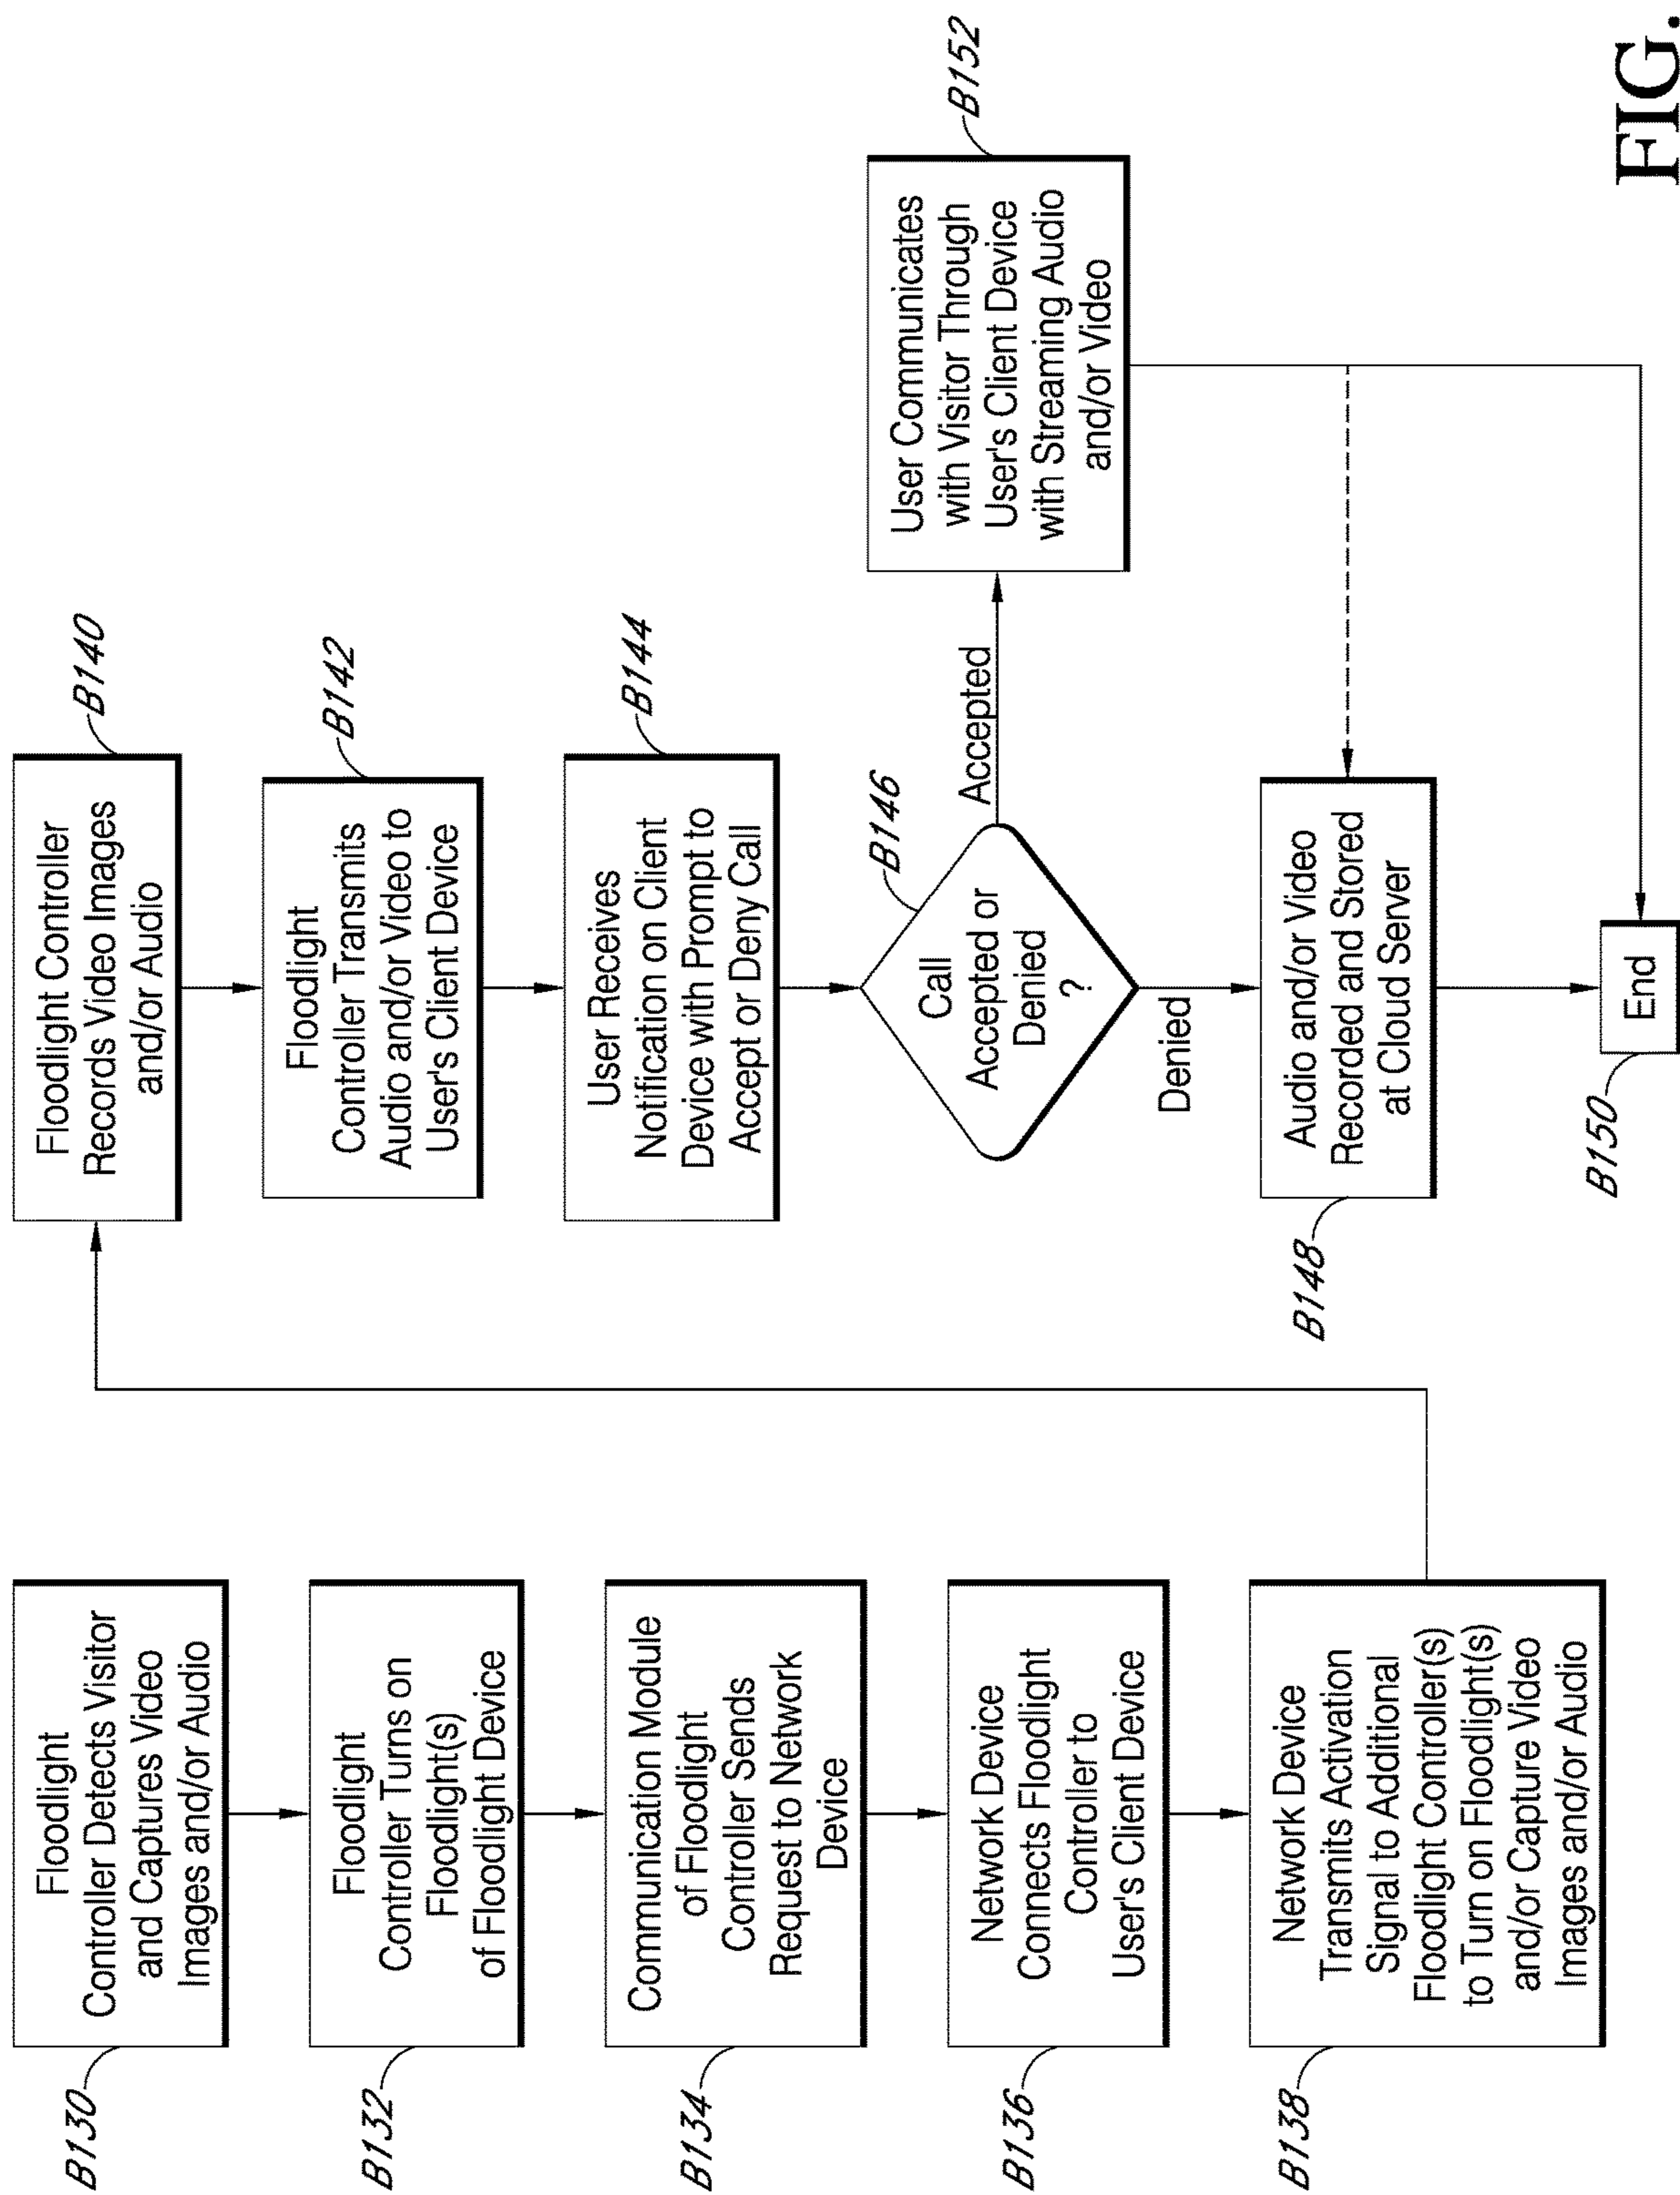 B130
Floodlight
Controller Detects Visitor
and Captures Video
Images and/or Audio
B132
Floodlight
Controller Turns on
Floodlight(s)
of Floodlight Device
B134
Communication Module
of Floodlight
Controller Sends
Request to Network
Device
B136
Network Device
Connects Floodlight
Controller to
User's Client Device
B138
Network Device
Transmits Activation
Signal to Additional
Floodlight Controller(s)
to Turn on Floodlight(s)
and/or Capture Video
Images and/or Audio
B140
Floodlight Controller
Records Video Images
and/or Audio
B142
Floodlight
Controller Transmits
Audio and/or Video to
User's Client Device
B144
User Receives
Notification on Client
Device with Prompt to
Accept or Deny Call
B146
Call
Accepted or
Denied
?
Accepted
B152
User Communicates
with Visitor Through
User's Client Device
with Streaming Audio
and/or Video
Denied
B148
Audio and/or Video
Recorded and Stored
at Cloud Server
B150
End
FIG.